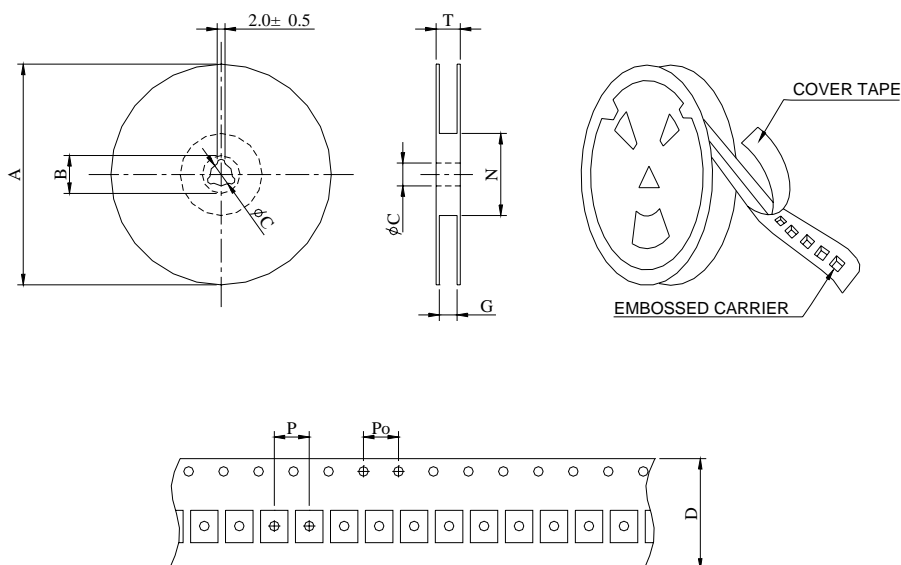 2.0± 0.5
T
COVER TAPE
A
B
ϕC
ϕC
N
G
EMBOSSED CARRIER
P
Po
D